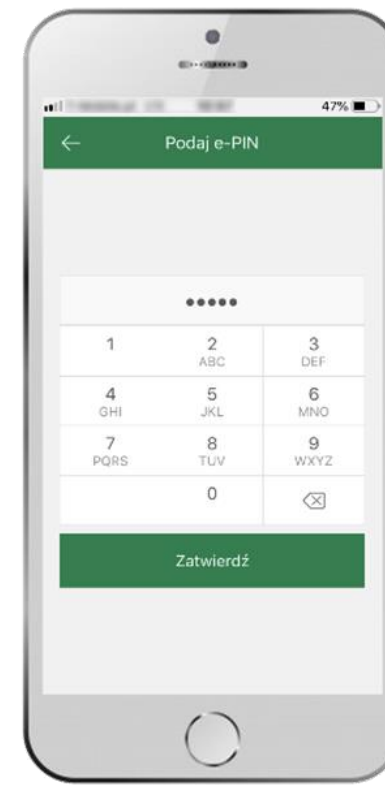 47%
Podaj e-PIN
•••••
1 2 3
ABC DEF
4 5 6
GHI JKL MNO
7 8 9
PQRS TUV WXYZ
0
Zatwierdź